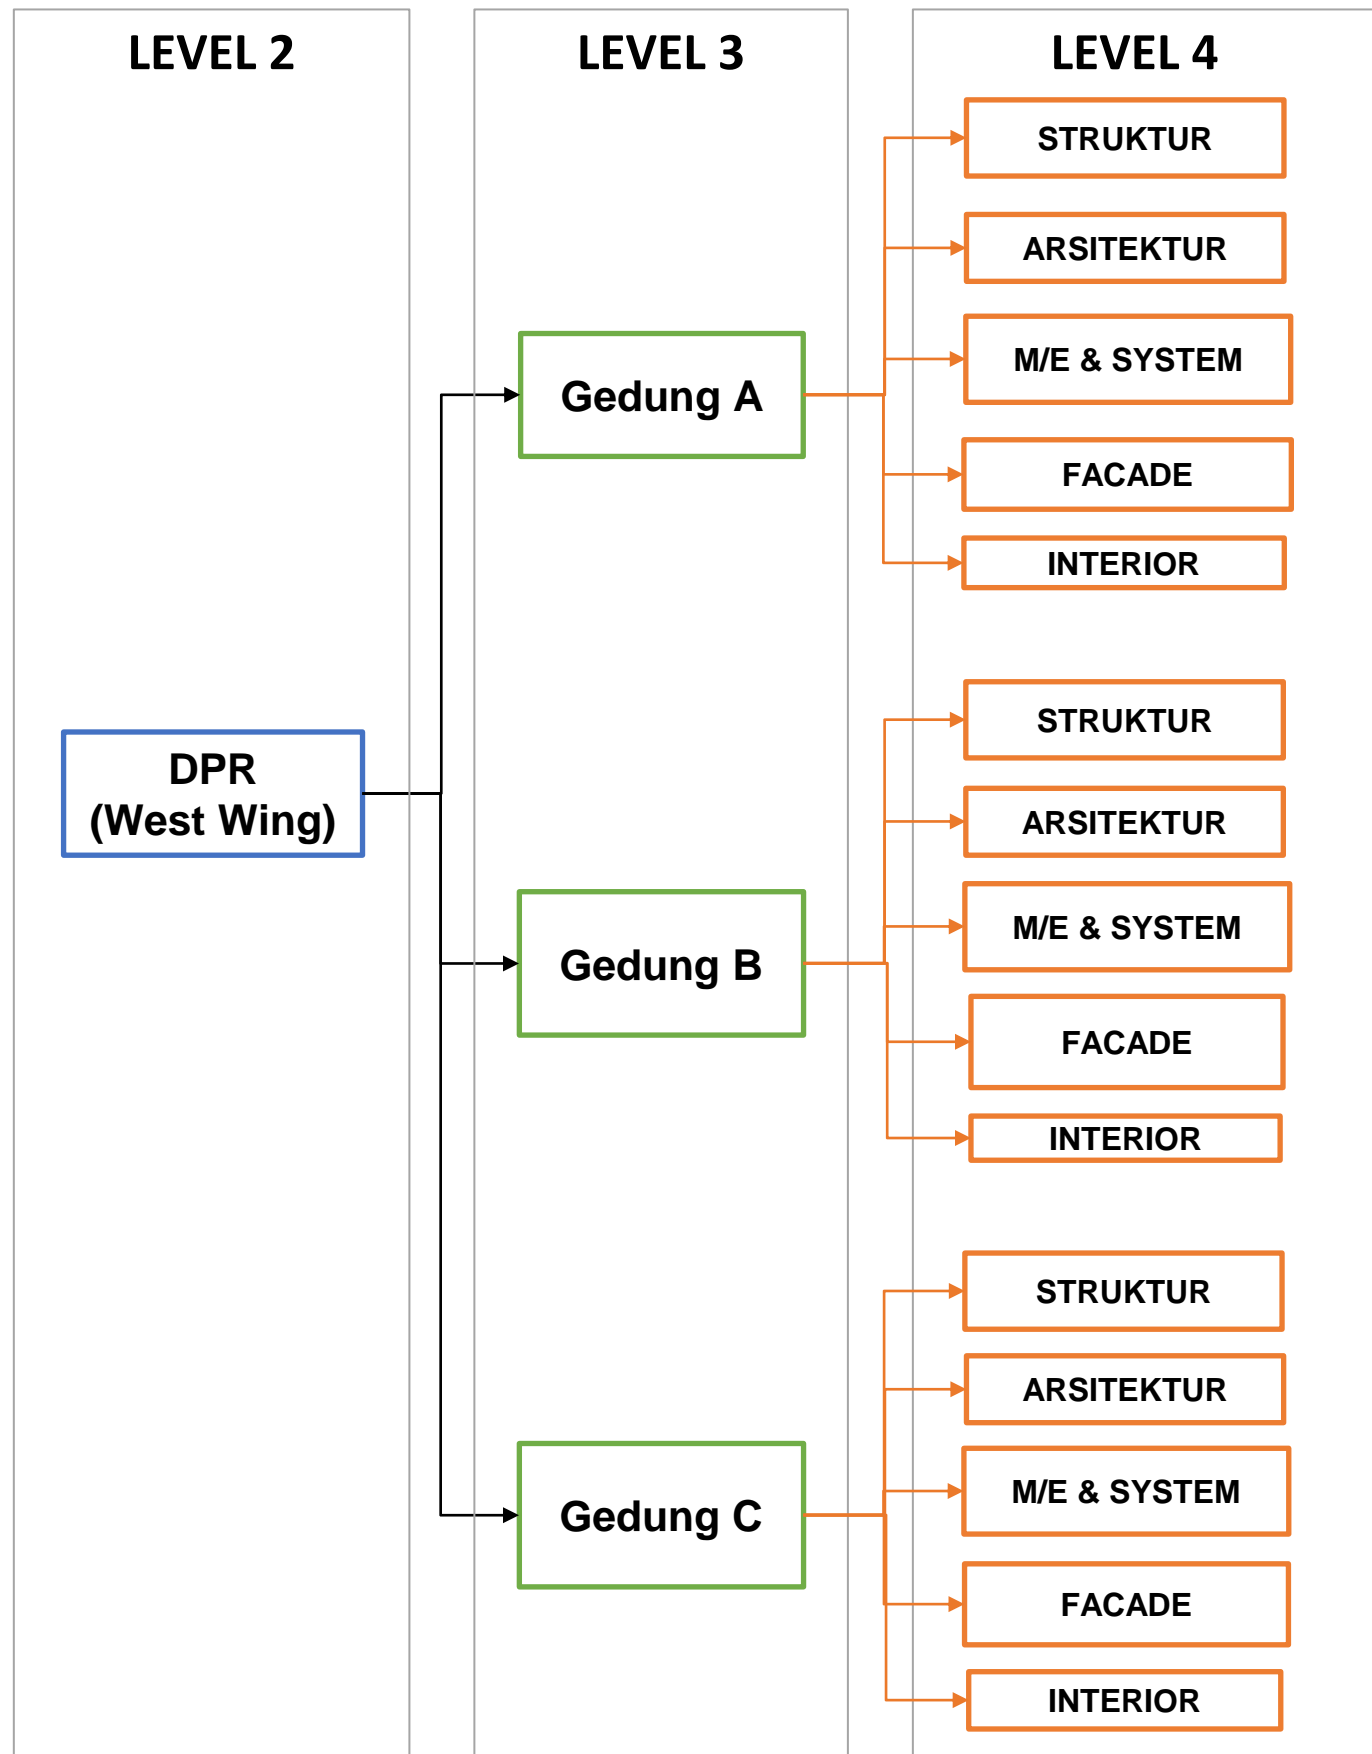 LEVEL 2
LEVEL 3
LEVEL 4
DPR
(West Wing)
Gedung A
STRUKTUR
ARSITEKTUR
M/E & SYSTEM
FACADE
INTERIOR
Gedung B
STRUKTUR
ARSITEKTUR
M/E & SYSTEM
FACADE
INTERIOR
Gedung C
STRUKTUR
ARSITEKTUR
M/E & SYSTEM
FACADE
INTERIOR